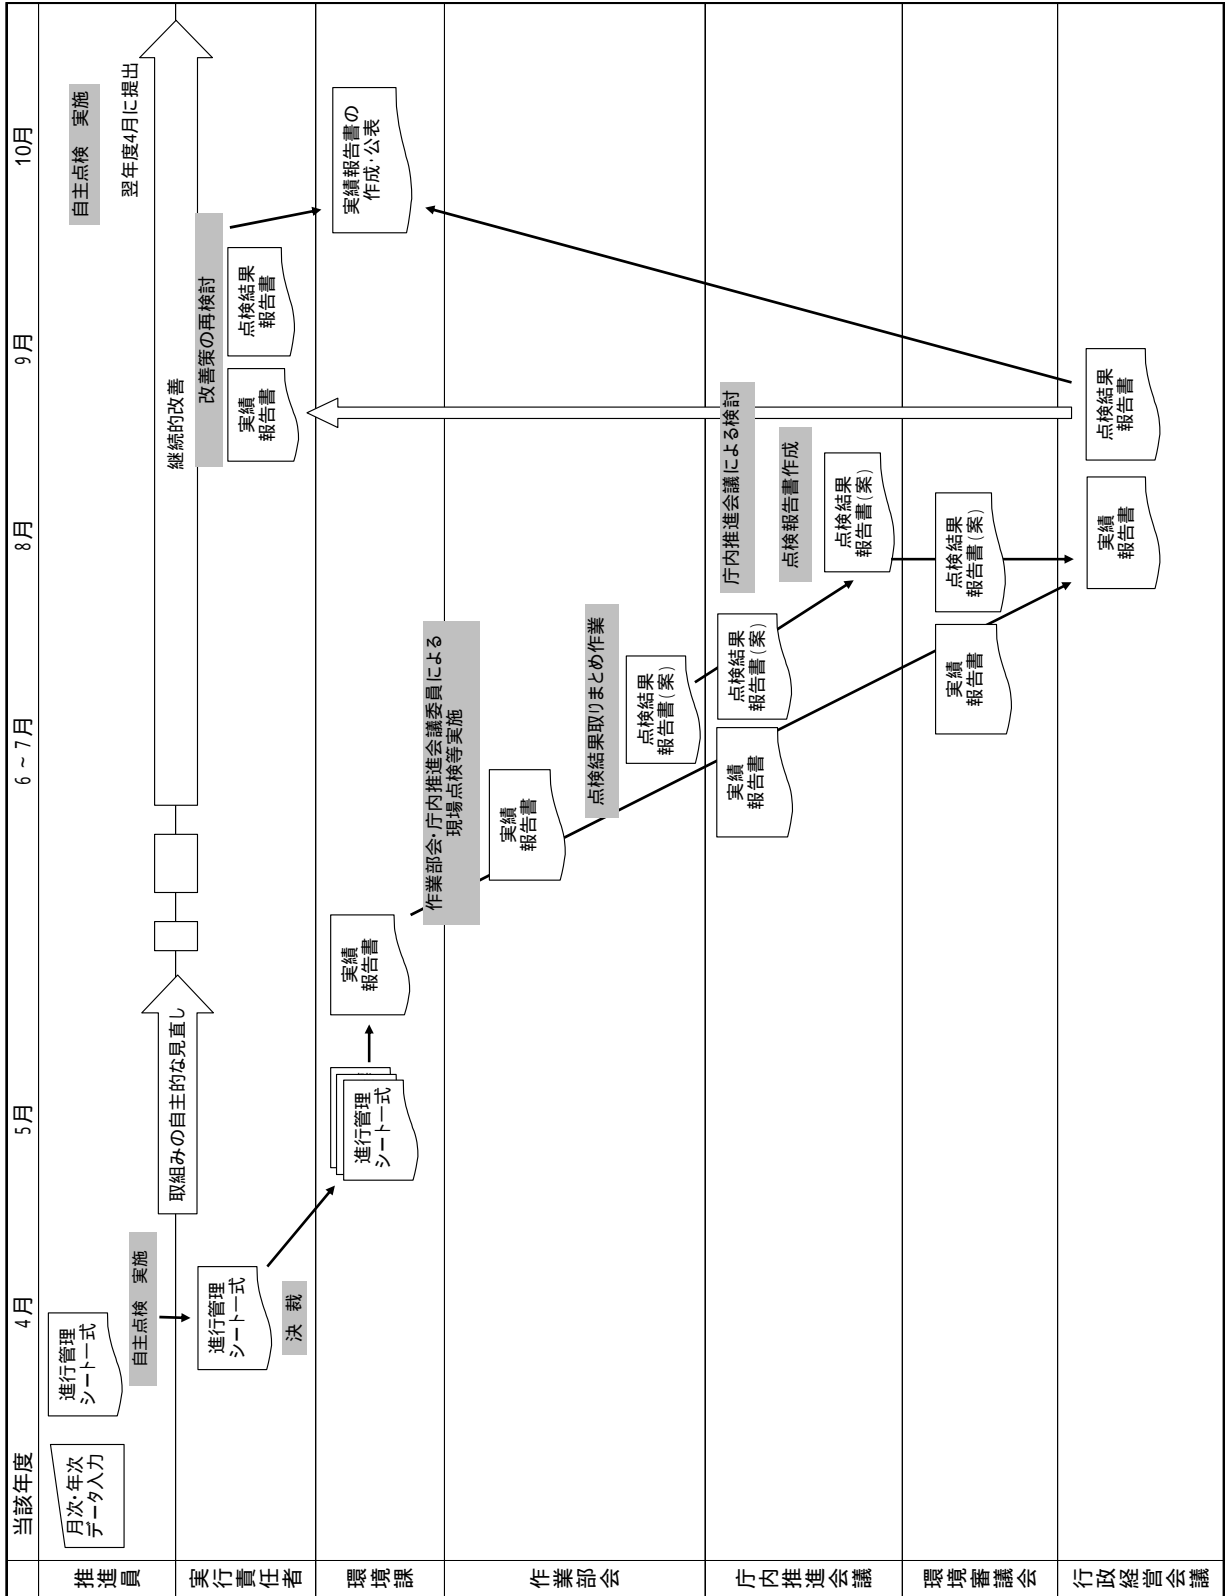 当該年度
4月
5月
6～7月
8月
9月
10月
推進員
月次・年次
データ入力
進行管理
シート一式
自主点検　実施
取組みの自主的な見直し
継続的改善
自主点検　実施
翌年度4月に提出
実行責任者
進行管理
シート一式
決 裁
改善策の再検討
実績
報告書
点検結果
報告書
環境課
進行管理
シート一式
実績
報告書
実績報告書の
作成・公表
作業部会・庁内推進会議委員による
現場点検等実施
作業部会
実績
報告書
点検結果取りまとめ作業
点検結果
報告書(案)
庁内推進会議
実績
報告書
点検結果
報告書(案)
庁内推進会議による検討
点検報告書作成
点検結果
報告書(案)
環境審議会
実績
報告書
点検結果
報告書(案)
行政経営会議
実績
報告書
点検結果
報告書